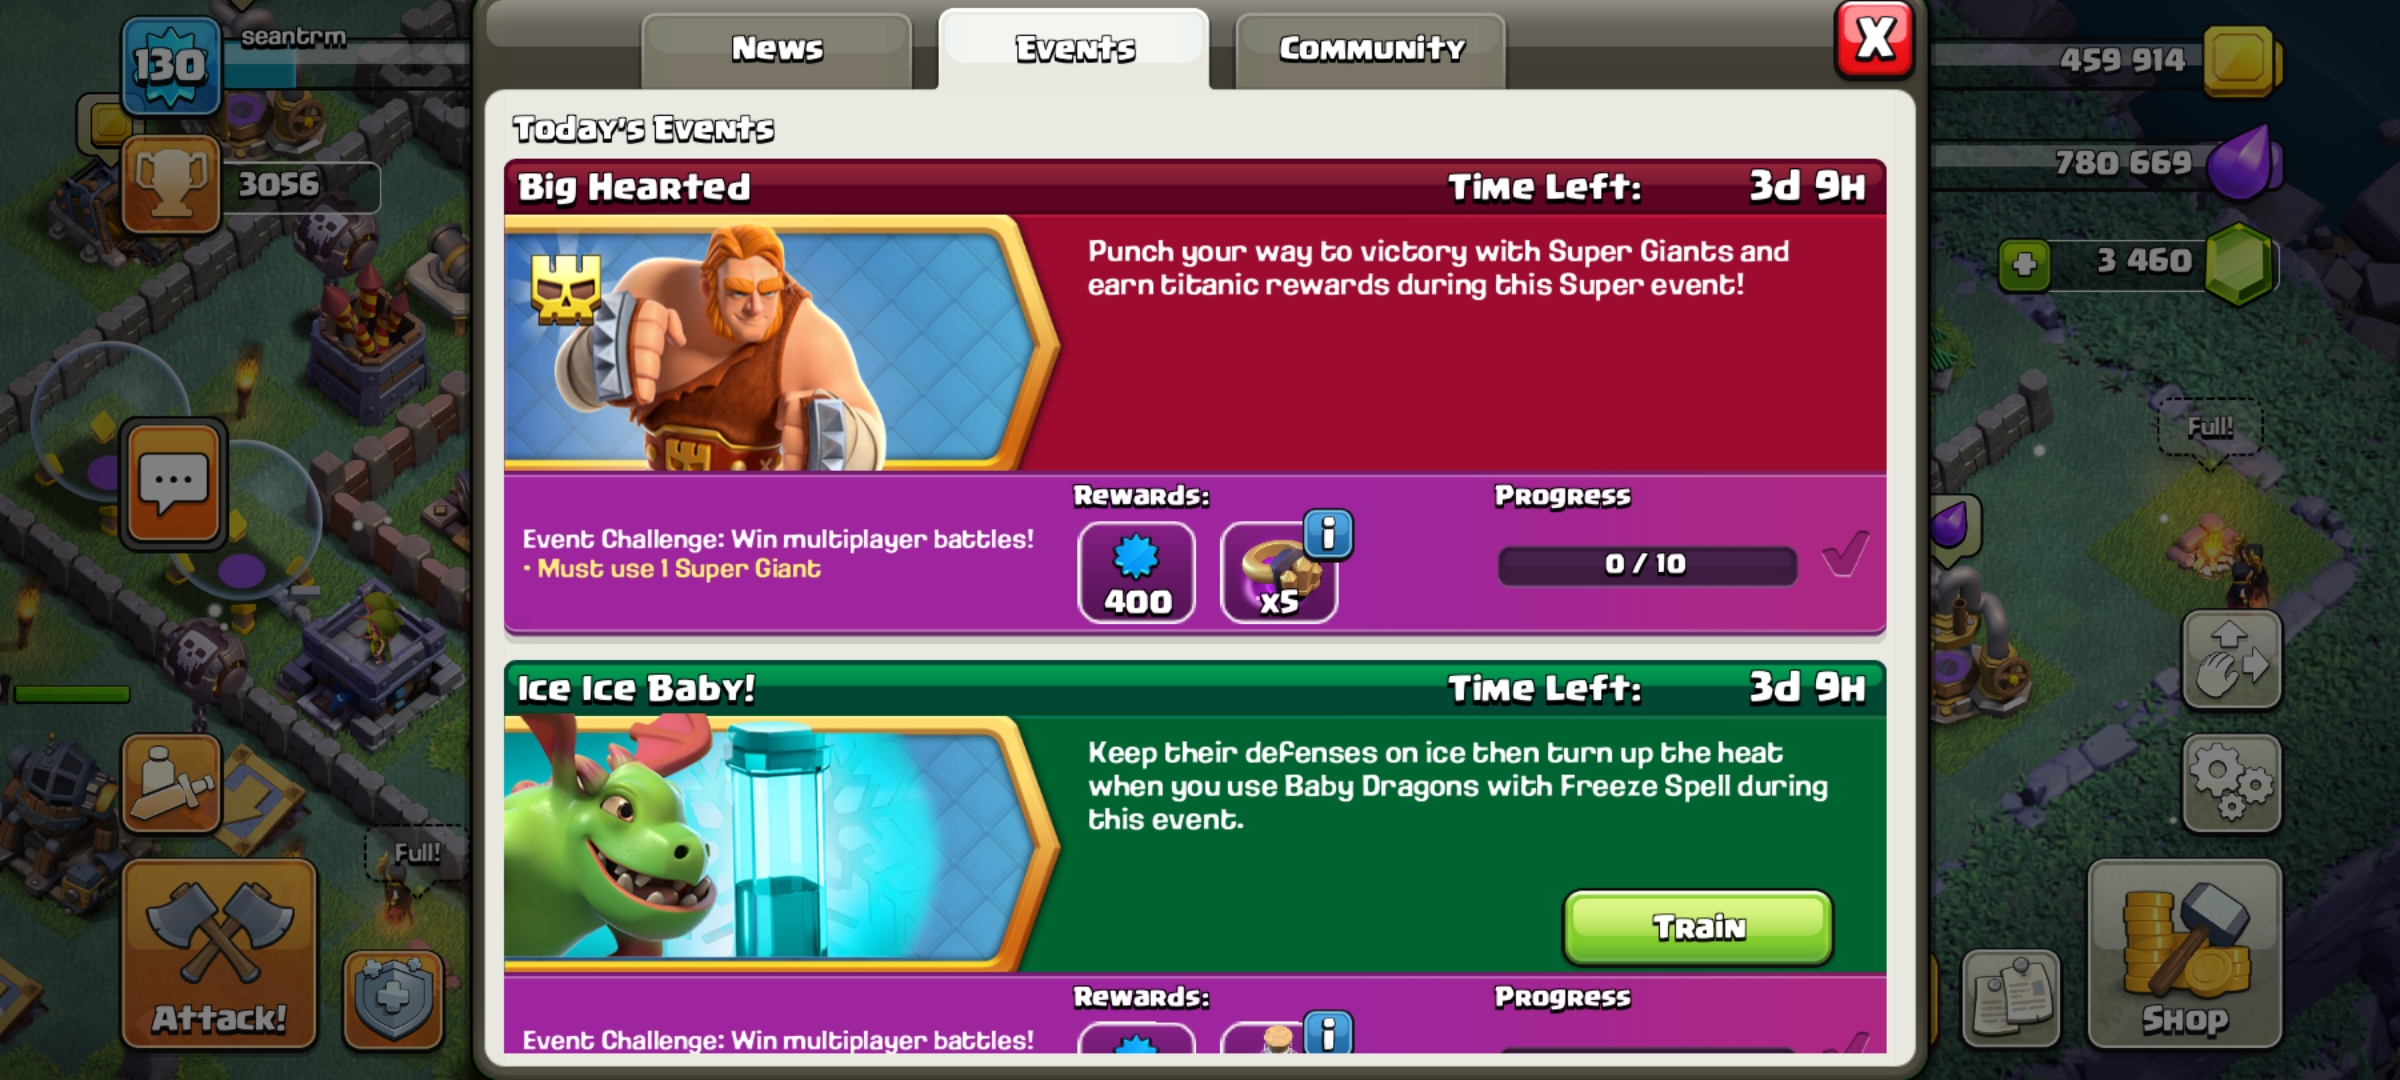 130
seantrm
3056
News
Events
Community
X
459 914
780 669
3 460
Today's Events
Big Hearted
Time Left:
3d 9H
Punch your way to victory with Super Giants and
earn titanic rewards during this Super event!
Rewards:
Progress
Event Challenge: Win multiplayer battles!
• Must use 1 Super Giant
400
x5
i
0 / 10
Ice Ice Baby!
Time Left:
3d 9H
Keep their defenses on ice then turn up the heat
when you use Baby Dragons with Freeze Spell during
this event.
Train
Rewards:
Progress
Event Challenge: Win multiplayer battles!
i
Full!
Full!
Attack!
Shop